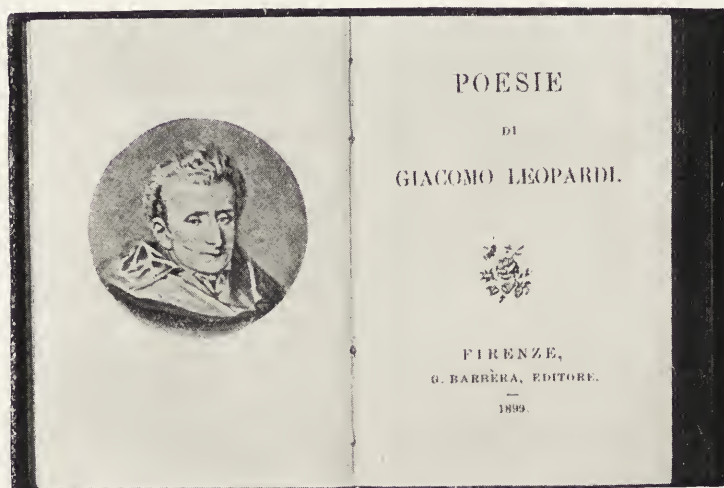 POESIE
DI
GIACOMO LEOPARDI.
FIRENZE,
G. BARBÈRA, EDITORE.
1899.